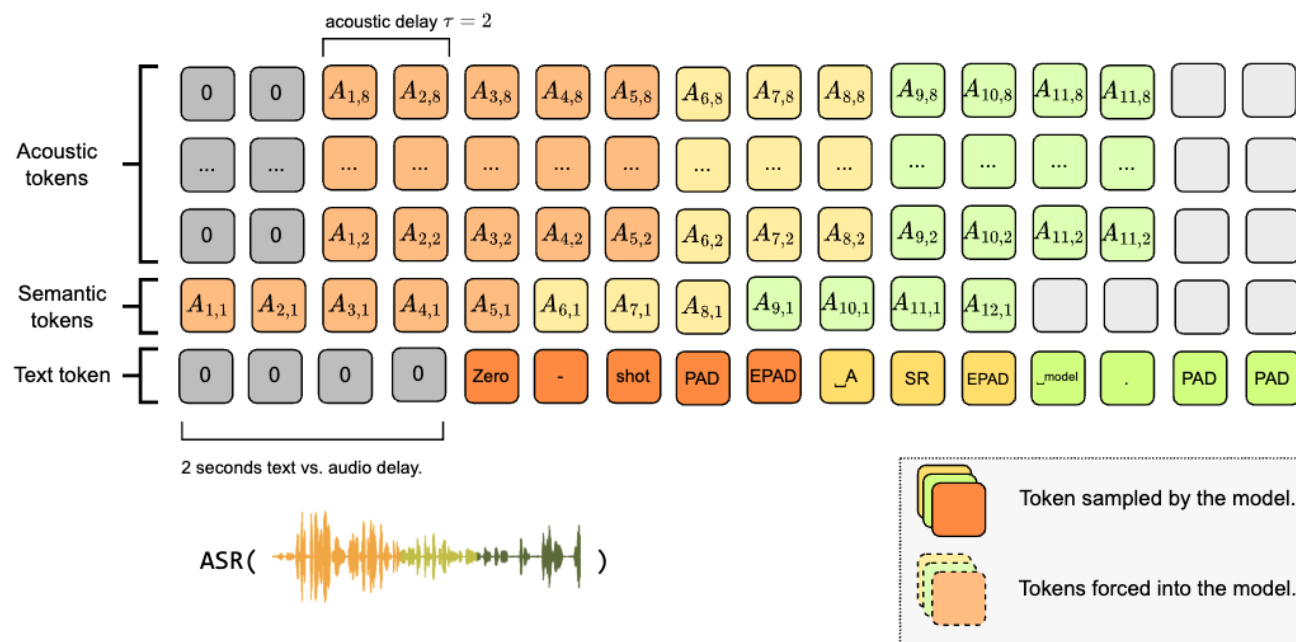 acoustic delay τ = 2
0 0 A1,8 A2,8 A3,8 A4,8 A5,8 A6,8 A7,8 A8,8 A9,8 A10,8 A11,8 A11,8
Acoustic tokens
... ... ... ... ... ... ... ... ... ... ... ... ... ...
0 0 A1,2 A2,2 A3,2 A4,2 A5,2 A6,2 A7,2 A8,2 A9,2 A10,2 A11,2 A11,2
Semantic tokens
A1,1 A2,1 A3,1 A4,1 A5,1 A6,1 A7,1 A8,1 A9,1 A10,1 A11,1 A12,1
Text token
0 0 0 0 Zero - shot PAD EPAD _A SR EPAD _model . PAD PAD
2 seconds text vs. audio delay.
ASR( )
Token sampled by the model.
Tokens forced into the model.